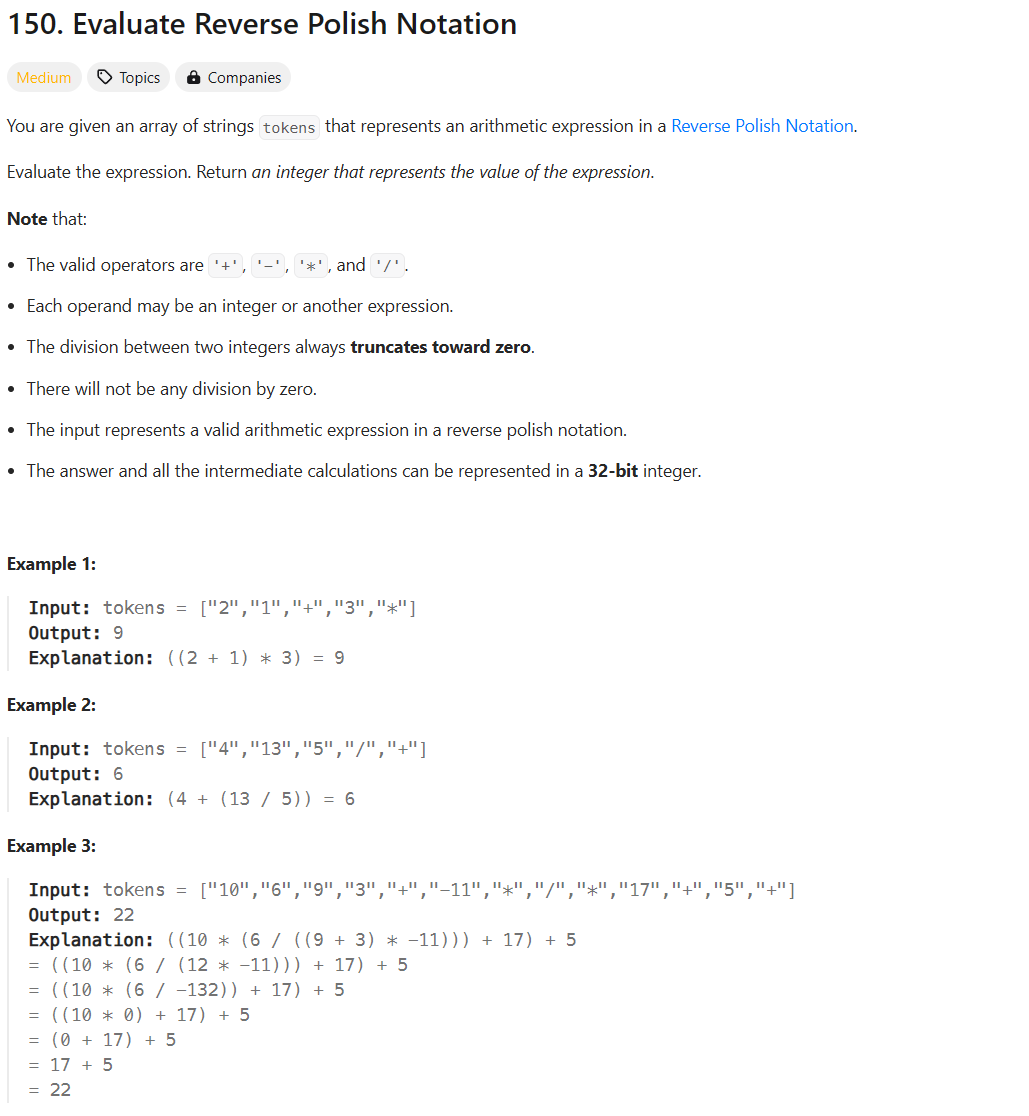 150. Evaluate Reverse Polish Notation
Medium Topics Companies
You are given an array of strings tokens that represents an arithmetic expression in a Reverse Polish Notation.
Evaluate the expression. Return an integer that represents the value of the expression.
Note that:
• The valid operators are '+', '-', '*', and '/'.
• Each operand may be an integer or another expression.
• The division between two integers always truncates toward zero.
• There will not be any division by zero.
• The input represents a valid arithmetic expression in a reverse polish notation.
• The answer and all the intermediate calculations can be represented in a 32-bit integer.
Example 1:
Input: tokens = ["2","1","+","3","*"]
Output: 9
Explanation: ((2 + 1) * 3) = 9
Example 2:
Input: tokens = ["4","13","5","/","+"]
Output: 6
Explanation: (4 + (13 / 5)) = 6
Example 3:
Input: tokens = ["10","6","9","3","+","-11","*","/","*","17","+","5","+"]
Output: 22
Explanation: ((10 * (6 / ((9 + 3) * -11))) + 17) + 5
= ((10 * (6 / (12 * -11))) + 17) + 5
= ((10 * (6 / -132)) + 17) + 5
= ((10 * 0) + 17) + 5
= (0 + 17) + 5
= 17 + 5
= 22